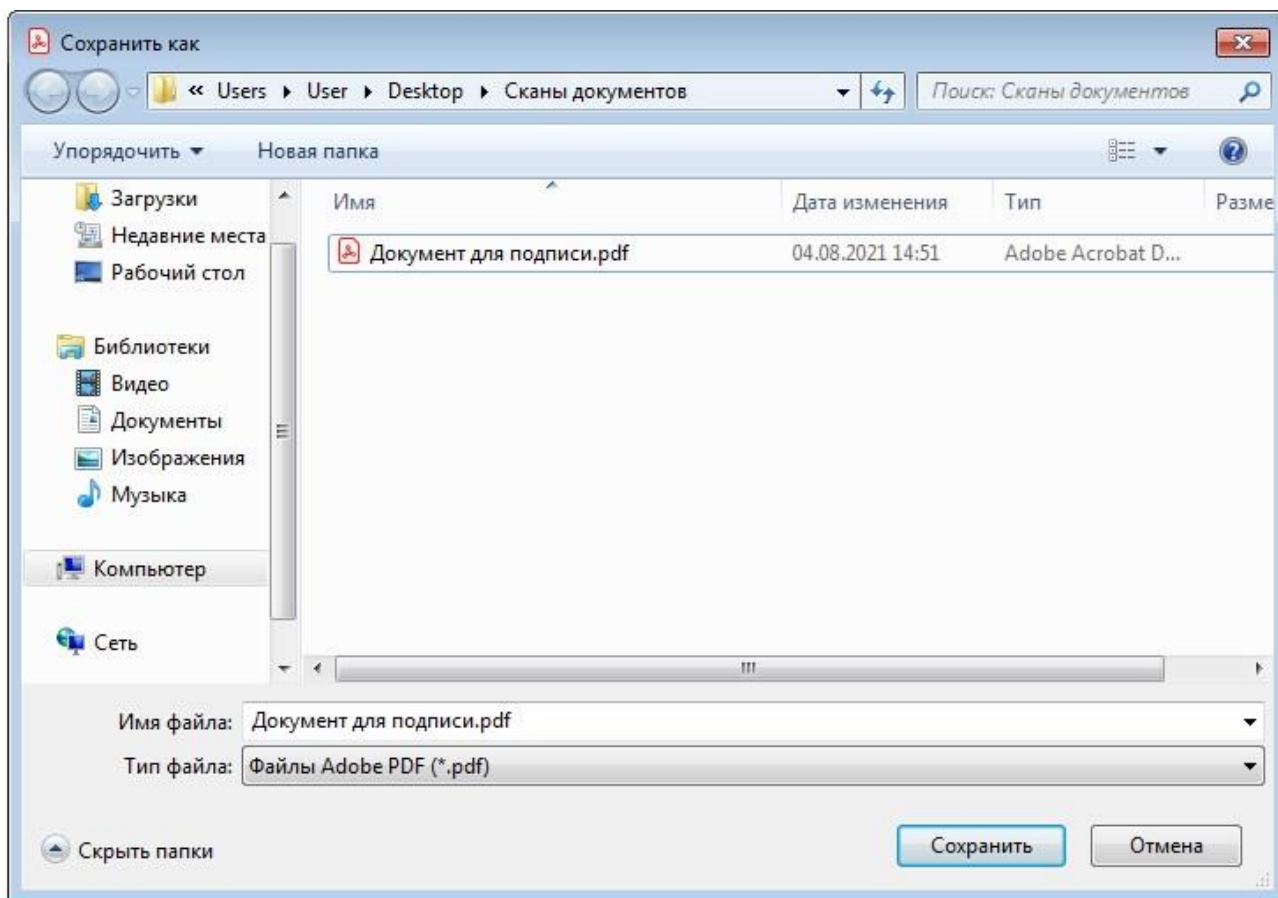 Сохранить как
« Users ▸ User ▸ Desktop ▸ Сканы документов
Поиск: Сканы документов
Упорядочить
Новая папка
Загрузки
Недавние места
Рабочий стол
Библиотеки
Видео
Документы
Изображения
Музыка
Компьютер
Сеть
Имя Дата изменения Тип Разме
Документ для подписи.pdf 04.08.2021 14:51 Adobe Acrobat D...
Имя файла: Документ для подписи.pdf
Тип файла: Файлы Adobe PDF (*.pdf)
Скрыть папки
Сохранить
Отмена